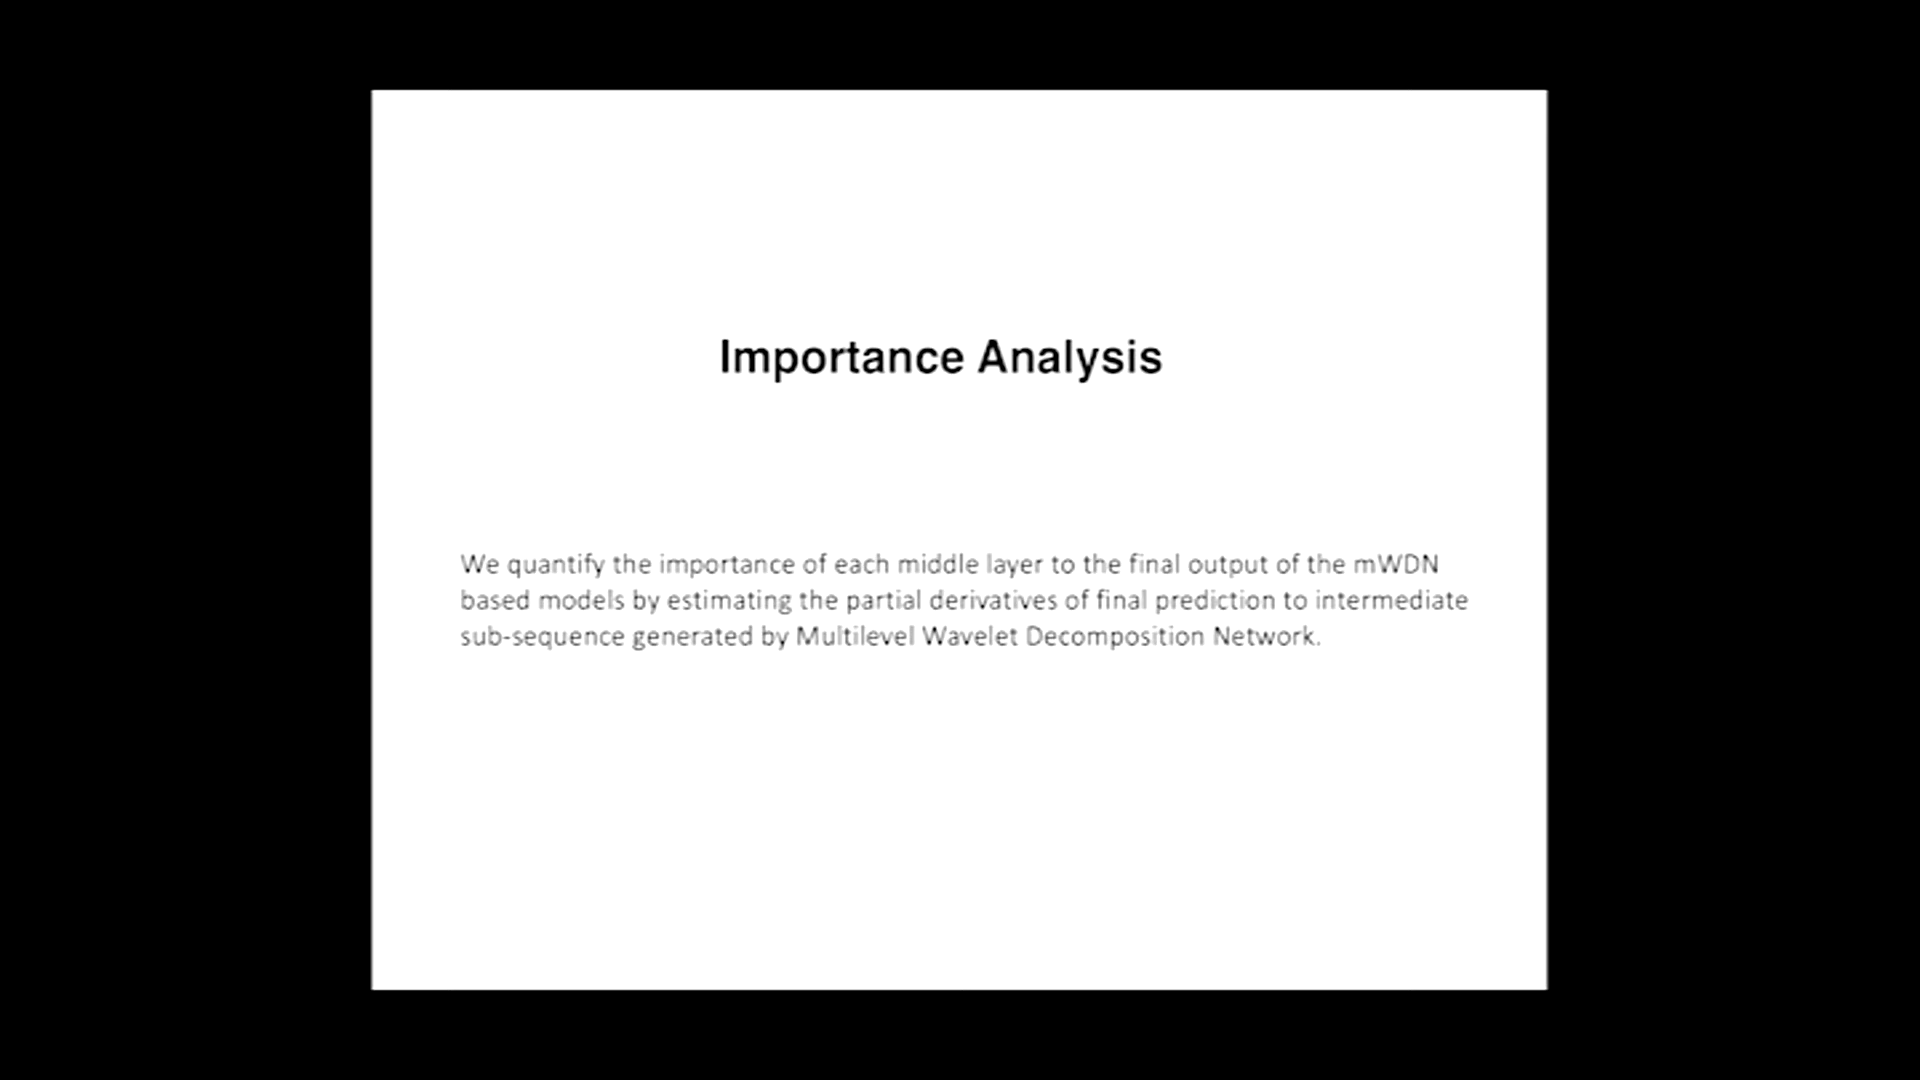 Importance Analysis
We quantify the importance of each middle layer to the final output of the mWDN
based models by estimating the partial derivatives of final prediction to intermediate
sub-sequence generated by Multilevel Wavelet Decomposition Network.